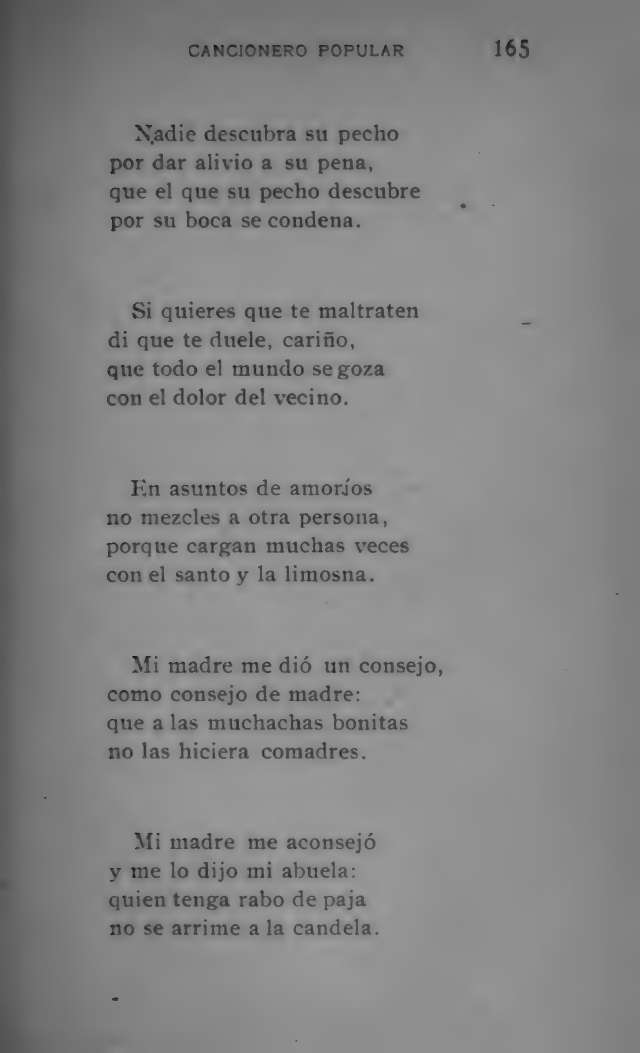 CANCIONERO POPULAR 165
Nadie descubra su pecho
por dar alivio a su pena,
que el que su pecho descubre
por su boca se condena.
Si quieres que te maltraten
di que te duele, cariño,
que todo el mundo se goza
con el dolor del vecino.
En asuntos de amoríos
no mezcles a otra persona,
porque cargan muchas veces
con el santo y la limosna.
Mi madre me dió un consejo,
como consejo de madre:
que a las muchachas bonitas
no las hiciera comadres.
Mi madre me aconsejó
y me lo dijo mi abuela:
quien tenga rabo de paja
no se arrime a la candela.